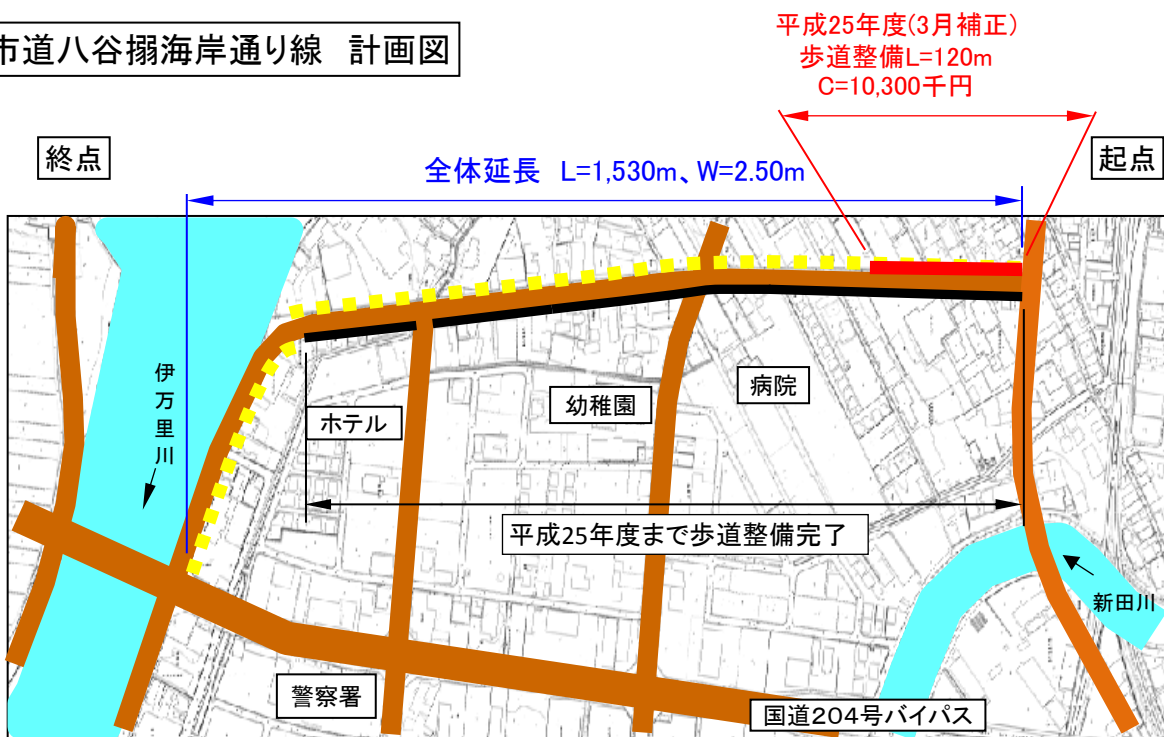 市道八谷搦海岸通り線 計画図
平成25年度(3月補正)
歩道整備L=120m
C=10,300千円
終点
全体延長 L=1,530m、W=2.50m
起点
伊万里川
ホテル
幼稚園
病院
平成25年度まで歩道整備完了
新田川
警察署
国道204号バイパス